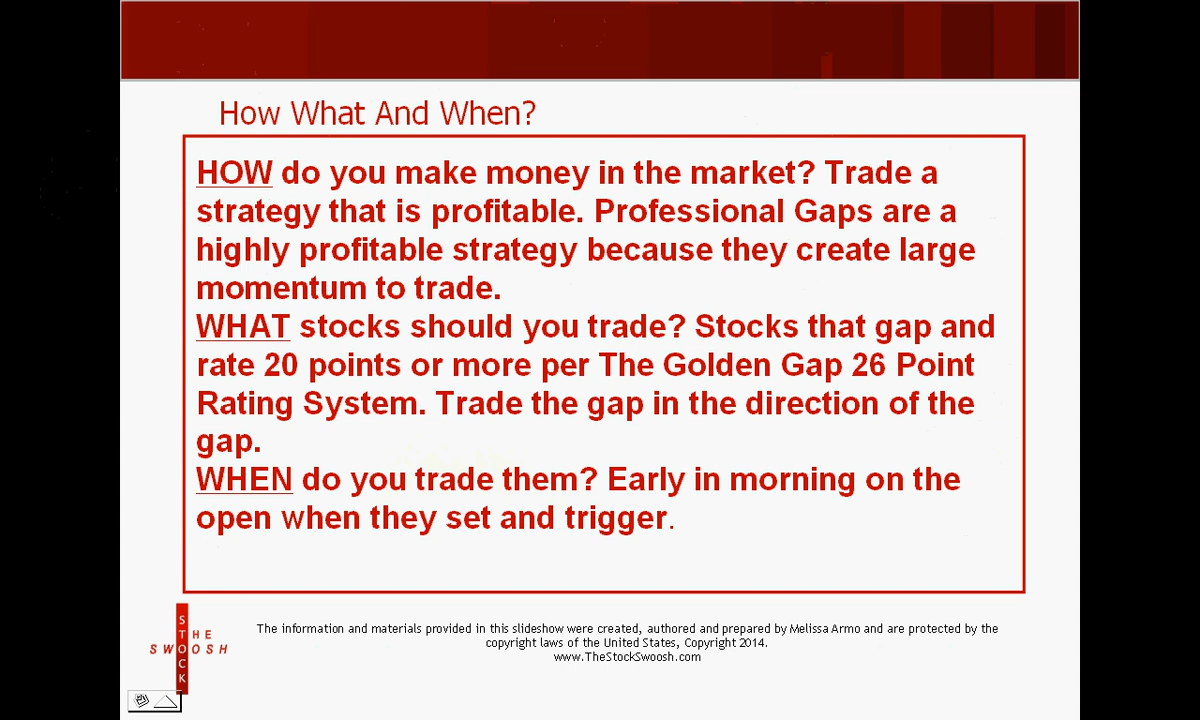 How What And When?
HOW do you make money in the market? Trade a
strategy that is profitable. Professional Gaps are a
highly profitable strategy because they create large
momentum to trade.
WHAT stocks should you trade? Stocks that gap and
rate 20 points or more per The Golden Gap 26 Point
Rating System. Trade the gap in the direction of the
gap.
WHEN do you trade them? Early in morning on the
open when they set and trigger.
THE
STOCK
SWOOSH
The information and materials provided in this slideshow were created, authored and prepared by Melissa Armo and are protected by the
copyright laws of the United States, Copyright 2014.
www.TheStockSwoosh.com